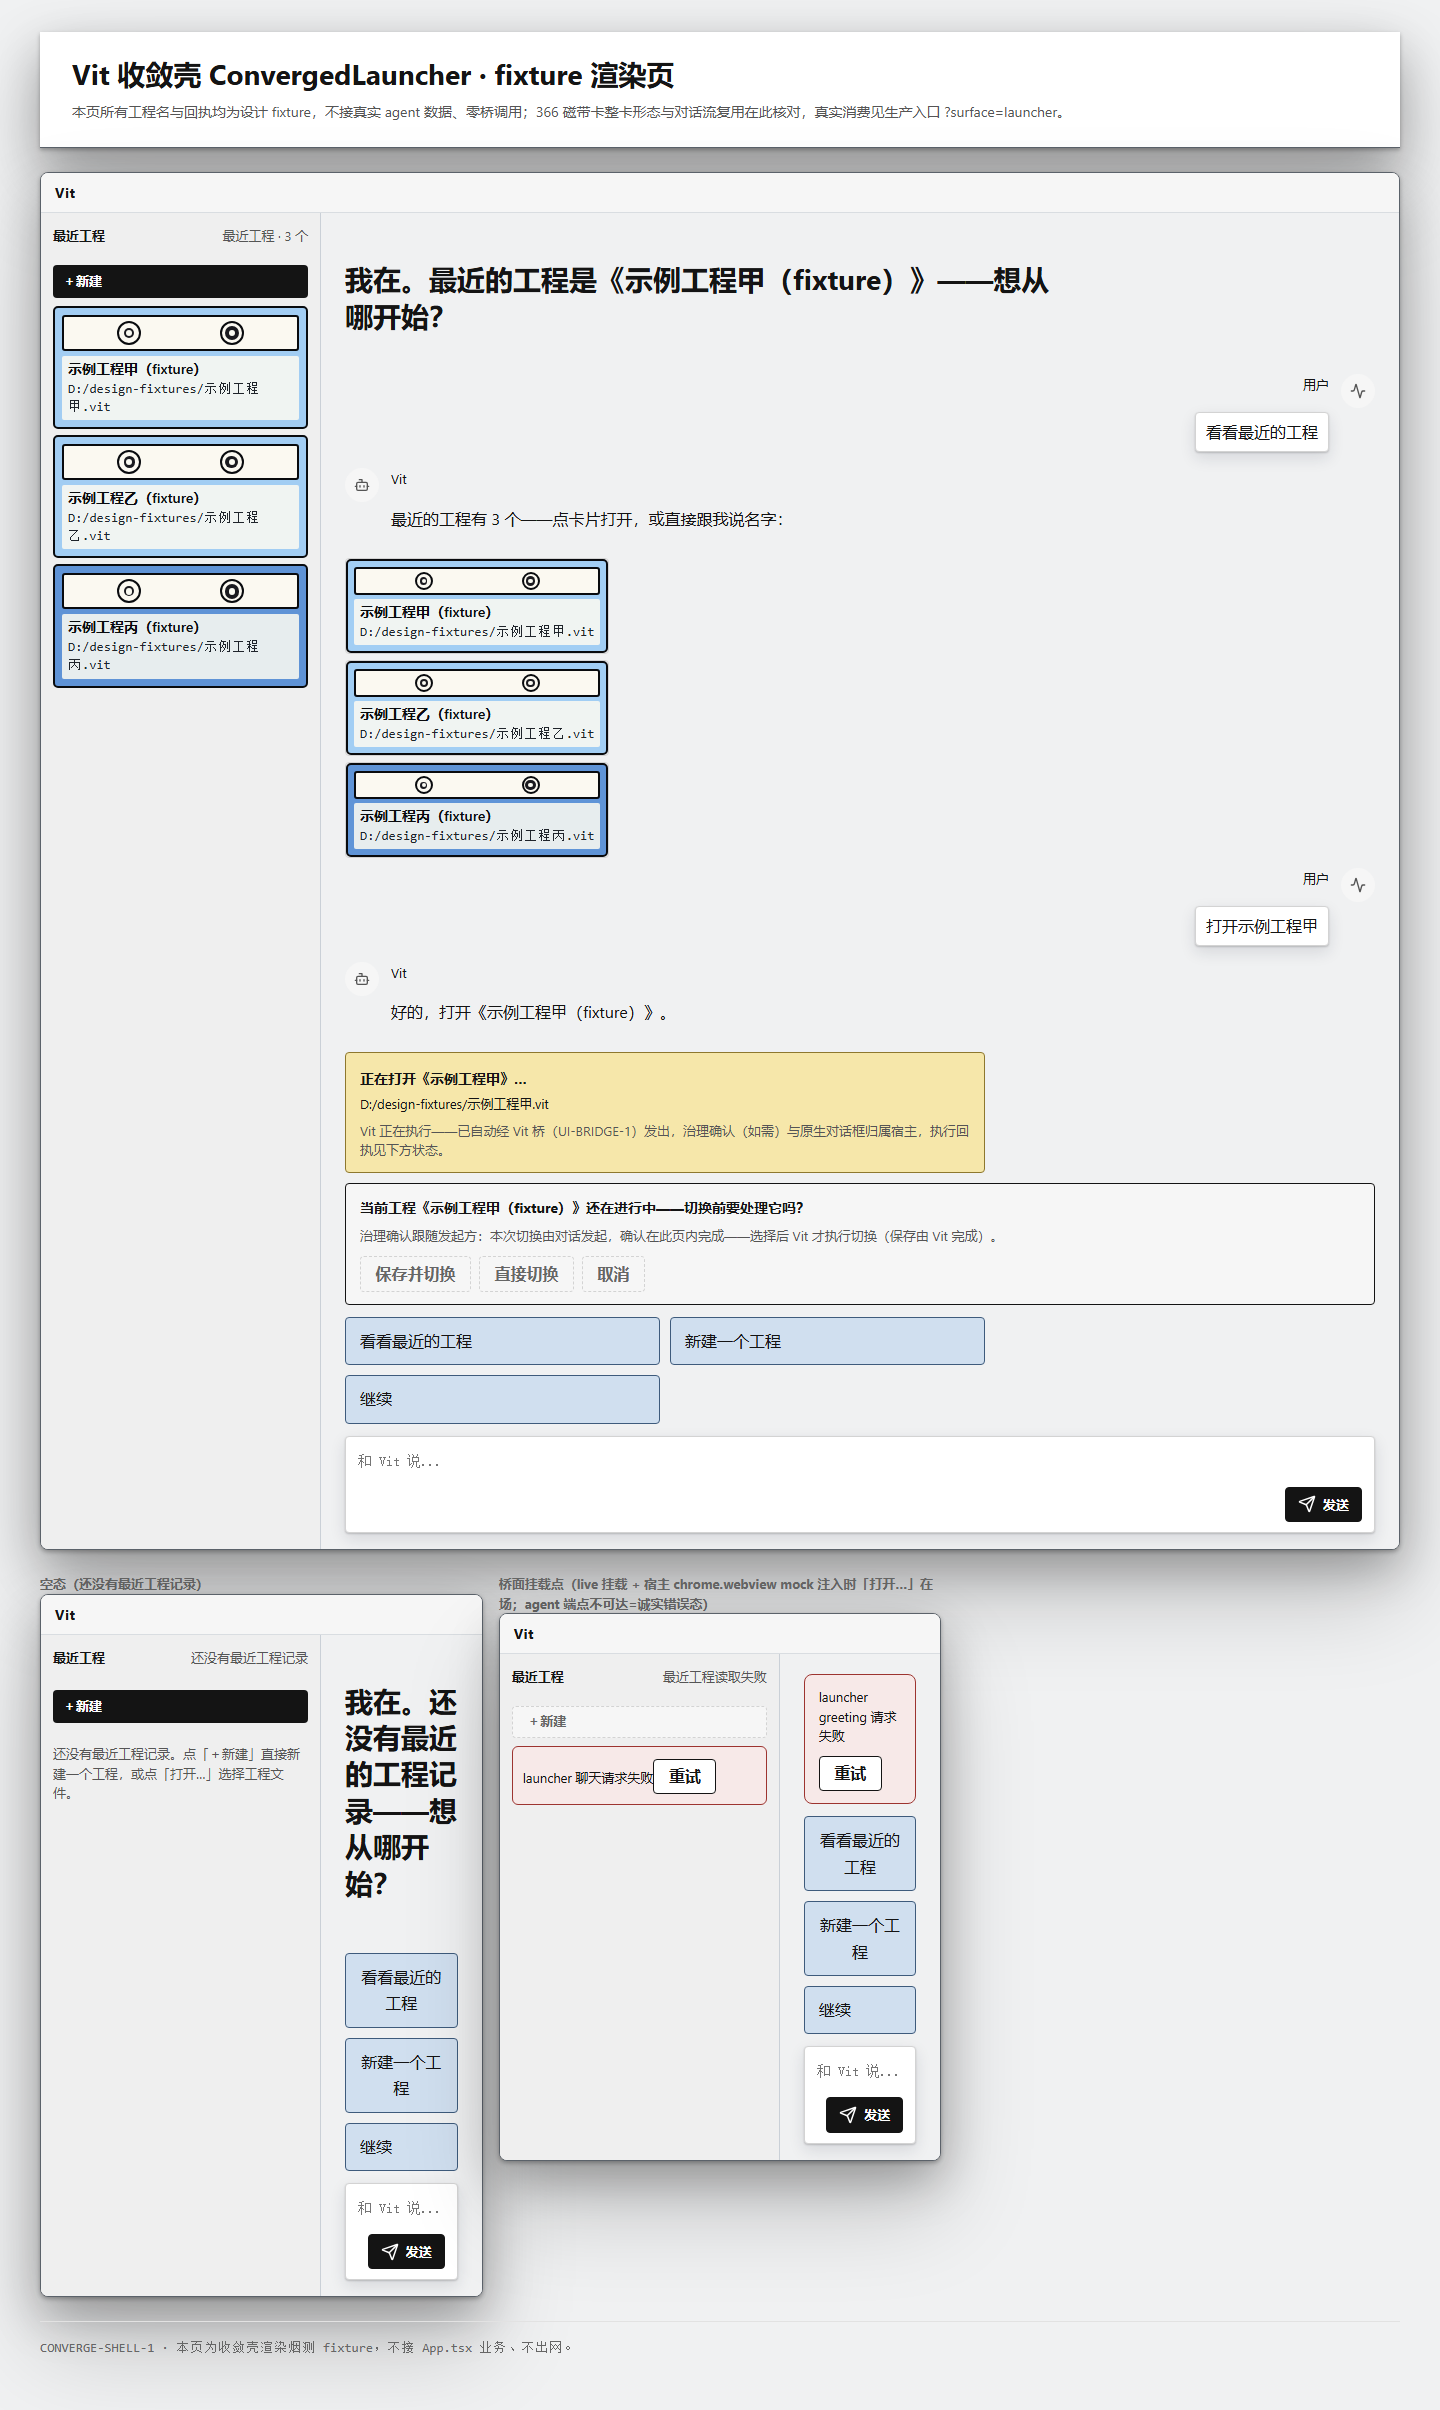 Vit 收敛壳 ConvergedLauncher · fixture 渲染页
本页所有工程名与回执均为设计 fixture，不接真实 agent 数据、零桥调用；366 磁带卡整卡形态与对话流复用在此核对，真实消费见生产入口 ?surface=launcher。
Vit
最近工程
最近工程 · 3 个
+ 新建
示例工程甲（fixture）
D:/design-fixtures/示例工程
甲.vit
示例工程乙（fixture）
D:/design-fixtures/示例工程
乙.vit
示例工程丙（fixture）
D:/design-fixtures/示例工程
丙.vit
我在。最近的工程是《示例工程甲（fixture）》——想从
哪开始？
用户
看看最近的工程
Vit
最近的工程有 3 个——点卡片打开，或直接跟我说名字：
示例工程甲（fixture）
D:/design-fixtures/示例工程甲.vit
示例工程乙（fixture）
D:/design-fixtures/示例工程乙.vit
示例工程丙（fixture）
D:/design-fixtures/示例工程丙.vit
用户
打开示例工程甲
Vit
好的，打开《示例工程甲（fixture）》。
正在打开《示例工程甲》…
D:/design-fixtures/示例工程甲.vit
Vit 正在执行——已自动经 Vit 桥（UI-BRIDGE-1）发出，治理确认（如需）与原生对话框归属宿主，执行回
执见下方状态。
当前工程《示例工程甲（fixture）》还在进行中——切换前要处理它吗？
治理确认跟随发起方：本次切换由对话发起，确认在此页内完成——选择后 Vit 才执行切换（保存由 Vit 完成）。
保存并切换
直接切换
取消
看看最近的工程
新建一个工程
继续
和 Vit 说...
发送
空态（还没有最近工程记录）
Vit
最近工程
还没有最近工程记录
+ 新建
还没有最近工程记录。点「＋新建」直接新
建一个工程，或点「打开…」选择工程文
件。
我在。还
没有最近
的工程记
录——想
从哪开
始？
看看最近的
工程
新建一个工
程
继续
和 Vit 说...
发送
桥面挂载点（live 挂载 + 宿主 chrome.webview mock 注入时「打开…」在
场；agent 端点不可达=诚实错误态）
Vit
最近工程
最近工程读取失败
+ 新建
launcher 聊天请求失败
重试
launcher
greeting 请求
失败
重试
看看最近的
工程
新建一个工
程
继续
和 Vit 说...
发送
CONVERGE-SHELL-1 · 本页为收敛壳渲染烟测 fixture，不接 App.tsx 业务、不出网。